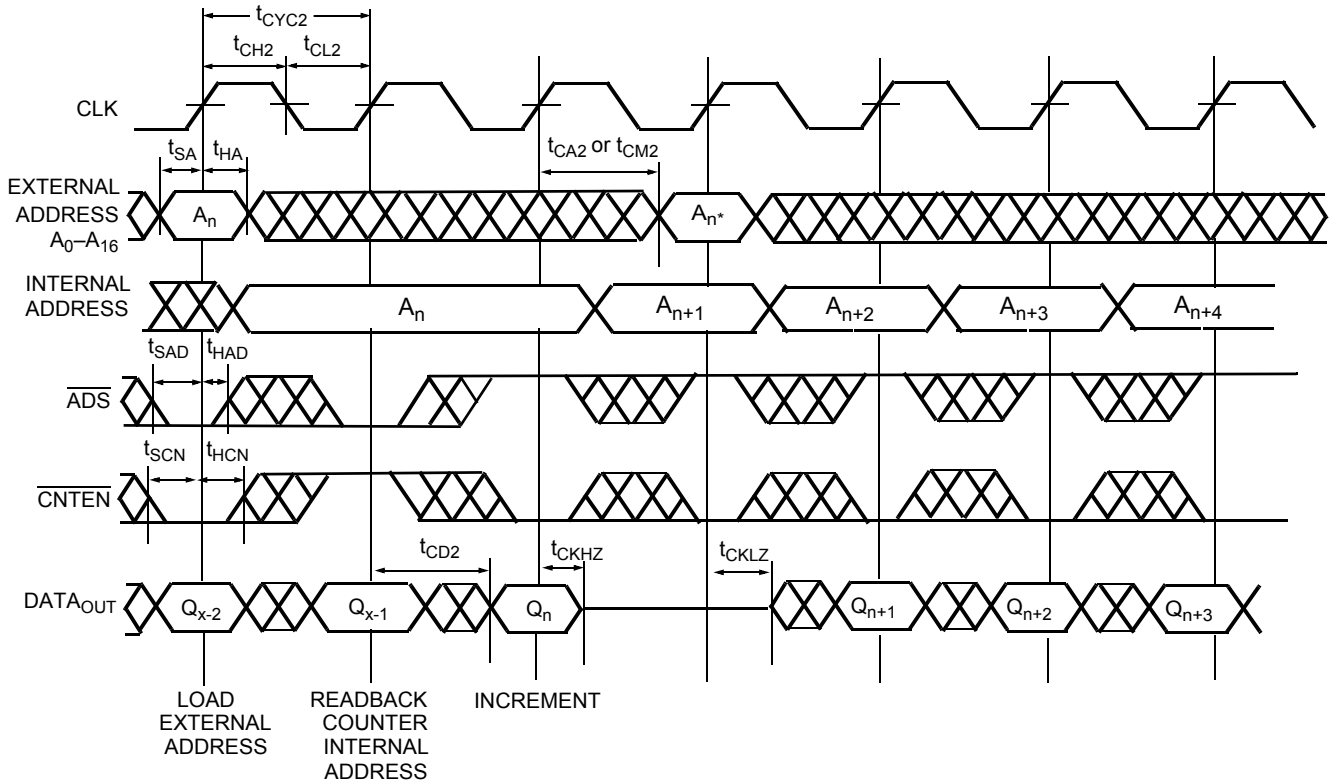 tCYC2
tCH2 tCL2
CLK
tSA tHA tCA2 or tCM2
EXTERNAL
ADDRESS
A0–A16
An An*
INTERNAL
ADDRESS
An An+1 An+2 An+3 An+4
tSAD tHAD
ADS
tSCN tHCN
CNTEN
tCD2 tCKHZ tCKLZ
DATAOUT Qx-2 Qx-1 Qn Qn+1 Qn+2 Qn+3
LOAD
EXTERNAL
ADDRESS
READBACK
COUNTER
INTERNAL
ADDRESS
INCREMENT